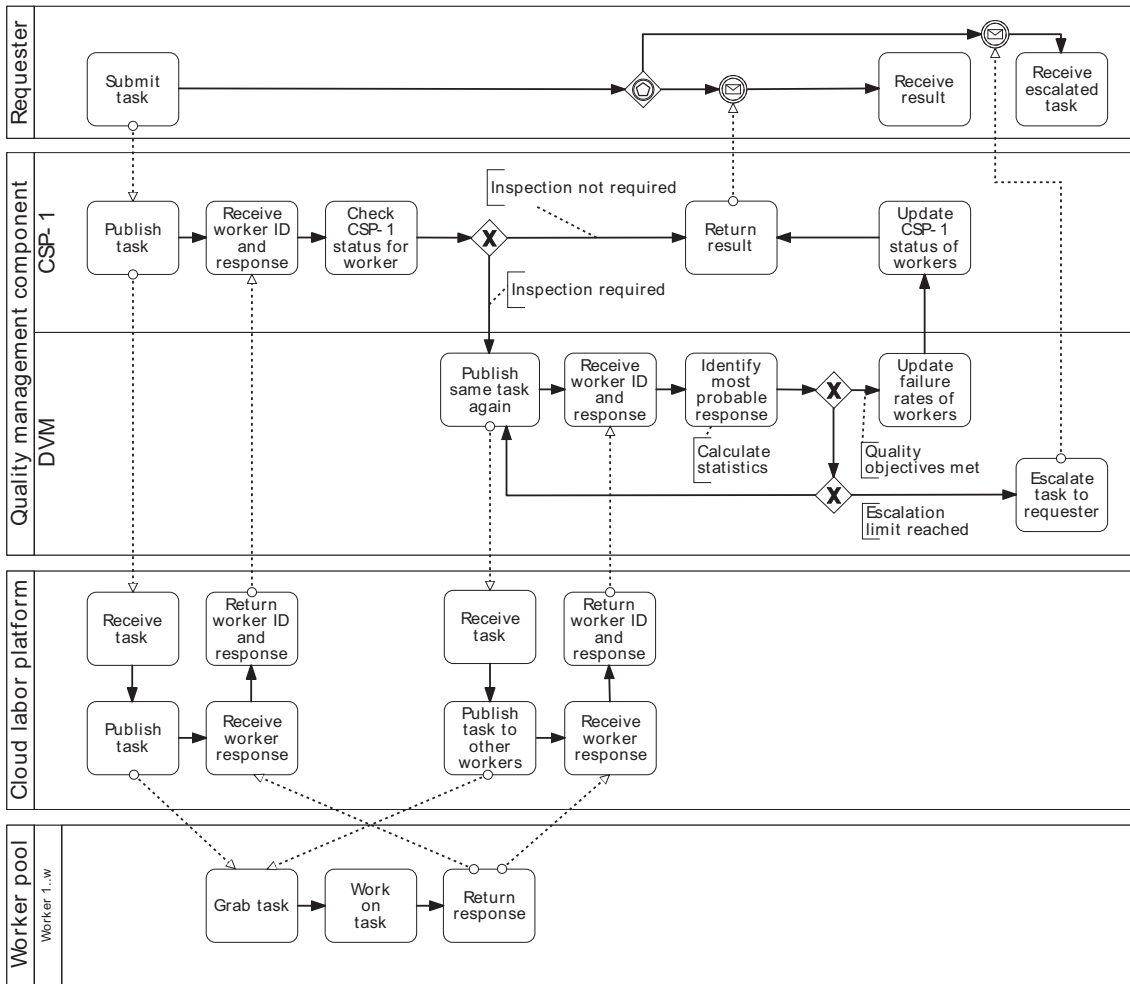 Requester
Submit
task
Receive
result
Receive
escalated
task
Quality management component
CSP-1
Publish
task
Receive
worker ID
and
response
Check
CSP-1
status for
worker
X
Inspection not required
Inspection required
Return
result
Update
CSP-1
status of
workers
DVM
Publish
same task
again
Receive
worker ID
and
response
Identify
most
probable
response
Calculate
statistics
X
Quality
objectives met
Update
failure
rates of
workers
X
Escalation
limit reached
Escalate
task to
requester
Cloud labor platform
Receive
task
Return
worker ID
and
response
Publish
task
Receive
worker
response
Receive
task
Return
worker ID
and
response
Publish
task to
other
workers
Receive
worker
response
Worker pool
Worker 1..w
Grab task
Work
on
task
Return
response